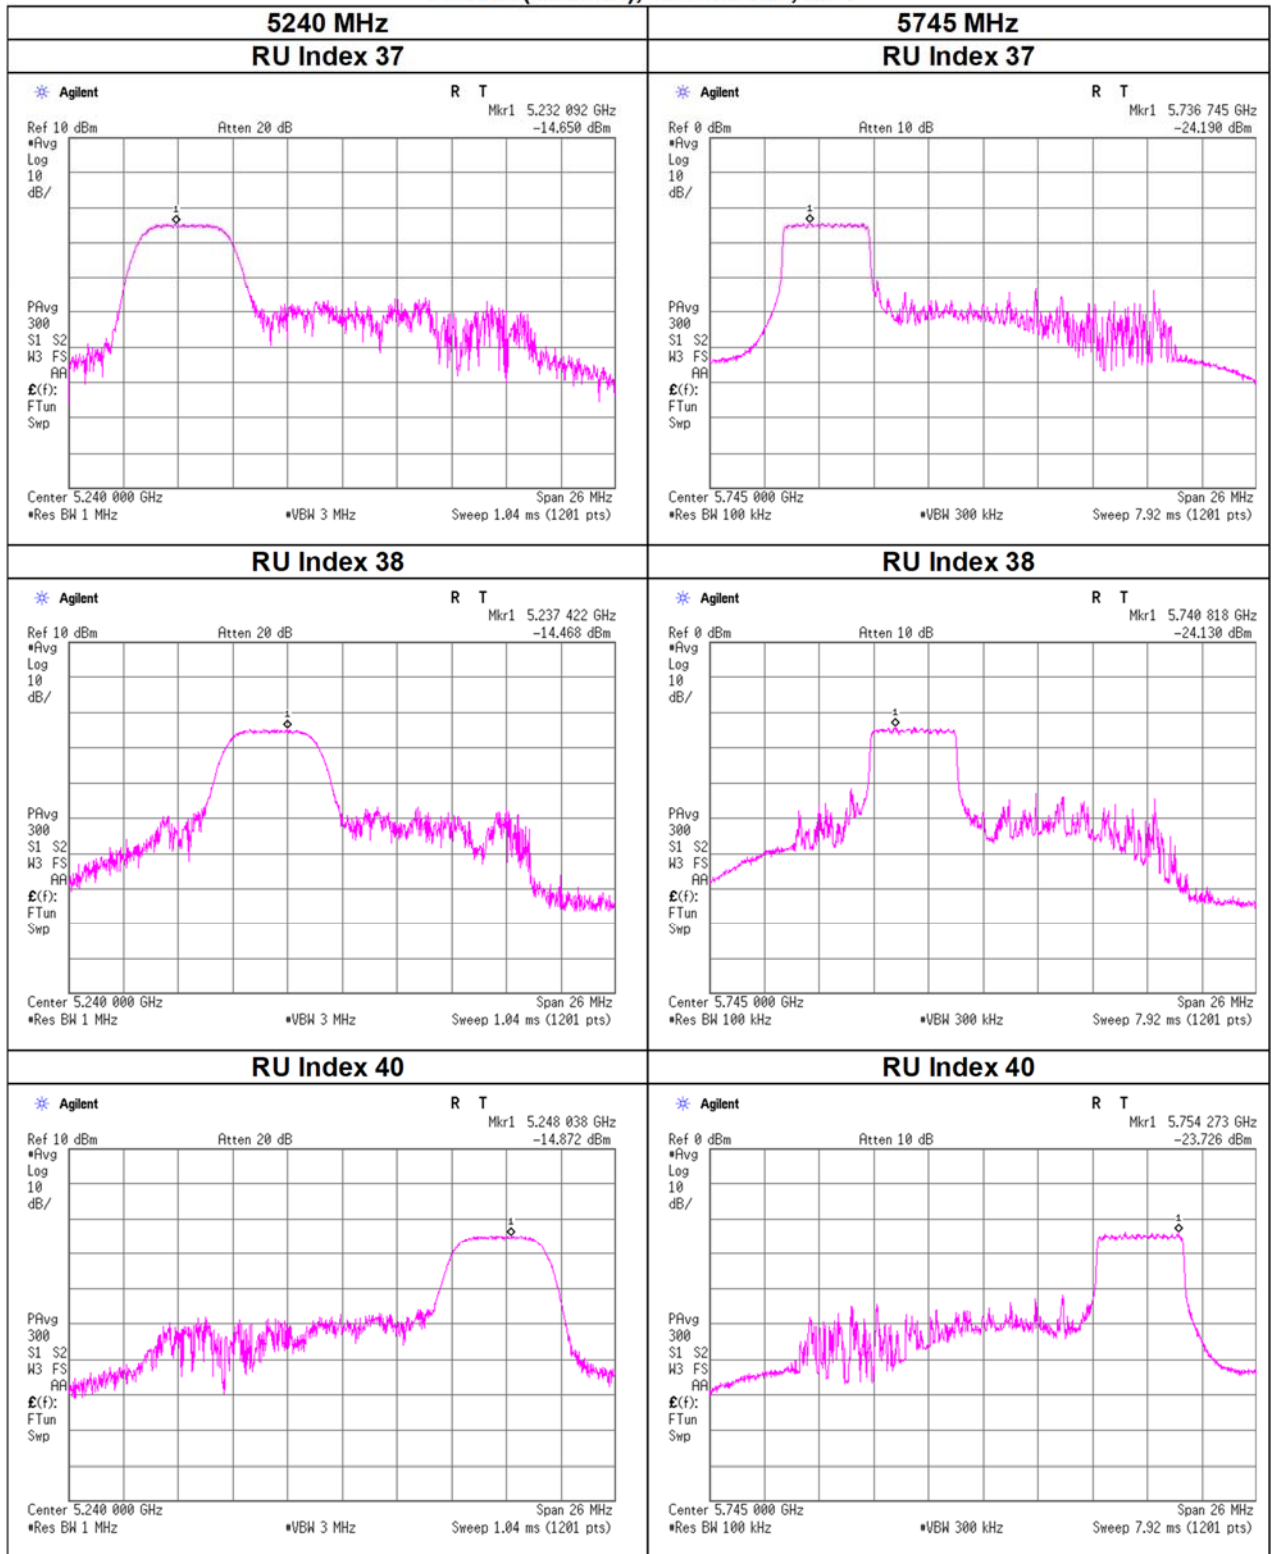 5240 MHz 5745 MHz
RU Index 37 RU Index 37
Agilent R T
Mkr1 5.232 092 GHz
Ref 10 dBm Atten 20 dB -14.650 dBm
#Avg
Log
10
dB/
1
PAvg
300
S1 S2
W3 FS
AA
£(f):
FTun
Swp
Center 5.240 000 GHz Span 26 MHz
#Res BW 1 MHz #VBW 3 MHz Sweep 1.04 ms (1201 pts)
Agilent R T
Mkr1 5.736 745 GHz
Ref 0 dBm Atten 10 dB -24.190 dBm
#Avg
Log
10
dB/
1
PAvg
300
S1 S2
W3 FS
AA
£(f):
FTun
Swp
Center 5.745 000 GHz Span 26 MHz
#Res BW 100 kHz #VBW 300 kHz Sweep 7.92 ms (1201 pts)
RU Index 38 RU Index 38
Agilent R T
Mkr1 5.237 422 GHz
Ref 10 dBm Atten 20 dB -14.468 dBm
#Avg
Log
10
dB/
1
PAvg
300
S1 S2
W3 FS
AA
£(f):
FTun
Swp
Center 5.240 000 GHz Span 26 MHz
#Res BW 1 MHz #VBW 3 MHz Sweep 1.04 ms (1201 pts)
Agilent R T
Mkr1 5.740 818 GHz
Ref 0 dBm Atten 10 dB -24.130 dBm
#Avg
Log
10
dB/
1
PAvg
300
S1 S2
W3 FS
AA
£(f):
FTun
Swp
Center 5.745 000 GHz Span 26 MHz
#Res BW 100 kHz #VBW 300 kHz Sweep 7.92 ms (1201 pts)
RU Index 40 RU Index 40
Agilent R T
Mkr1 5.248 038 GHz
Ref 10 dBm Atten 20 dB -14.872 dBm
#Avg
Log
10
dB/
1
PAvg
300
S1 S2
W3 FS
AA
£(f):
FTun
Swp
Center 5.240 000 GHz Span 26 MHz
#Res BW 1 MHz #VBW 3 MHz Sweep 1.04 ms (1201 pts)
Agilent R T
Mkr1 5.754 273 GHz
Ref 0 dBm Atten 10 dB -23.726 dBm
#Avg
Log
10
dB/
1
PAvg
300
S1 S2
W3 FS
AA
£(f):
FTun
Swp
Center 5.745 000 GHz Span 26 MHz
#Res BW 100 kHz #VBW 300 kHz Sweep 7.92 ms (1201 pts)